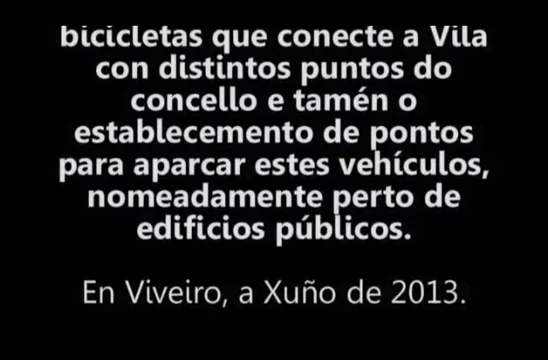 bicicletas que conecte a Vila
con distintos puntos do
concello e tamén o
establecemento de pontos
para aparcar estes vehículos,
nomeadamente perto de
edificios públicos.
En Viveiro, a Xuño de 2013.